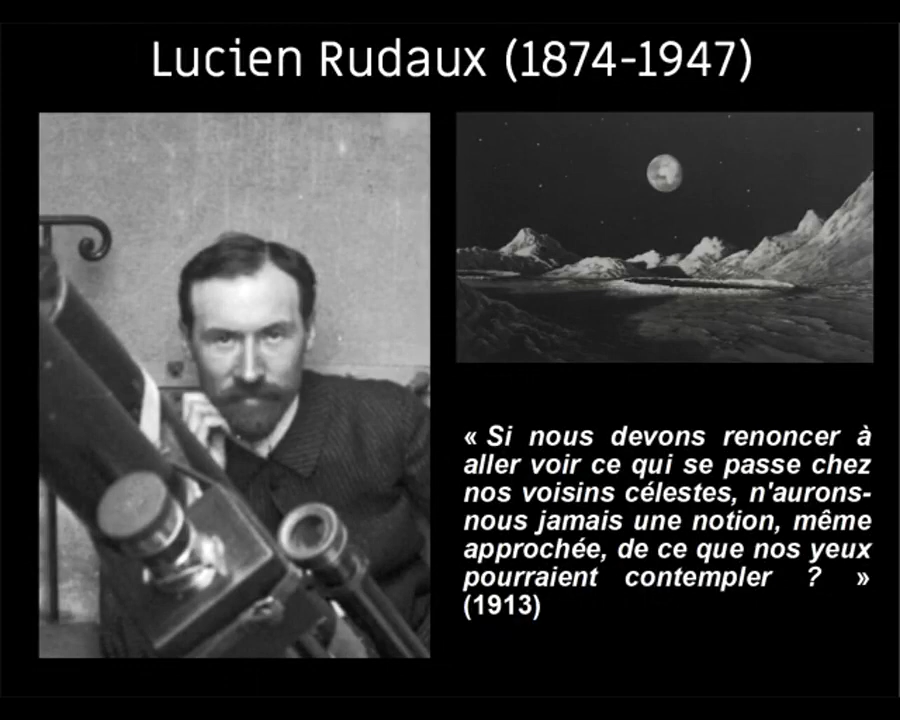 Lucien Rudaux (1874-1947)
« Si nous devons renoncer à
aller voir ce qui se passe chez
nos voisins célestes, n'aurons-
nous jamais une notion, même
approchée, de ce que nos yeux
pourraient contempler ? »
(1913)